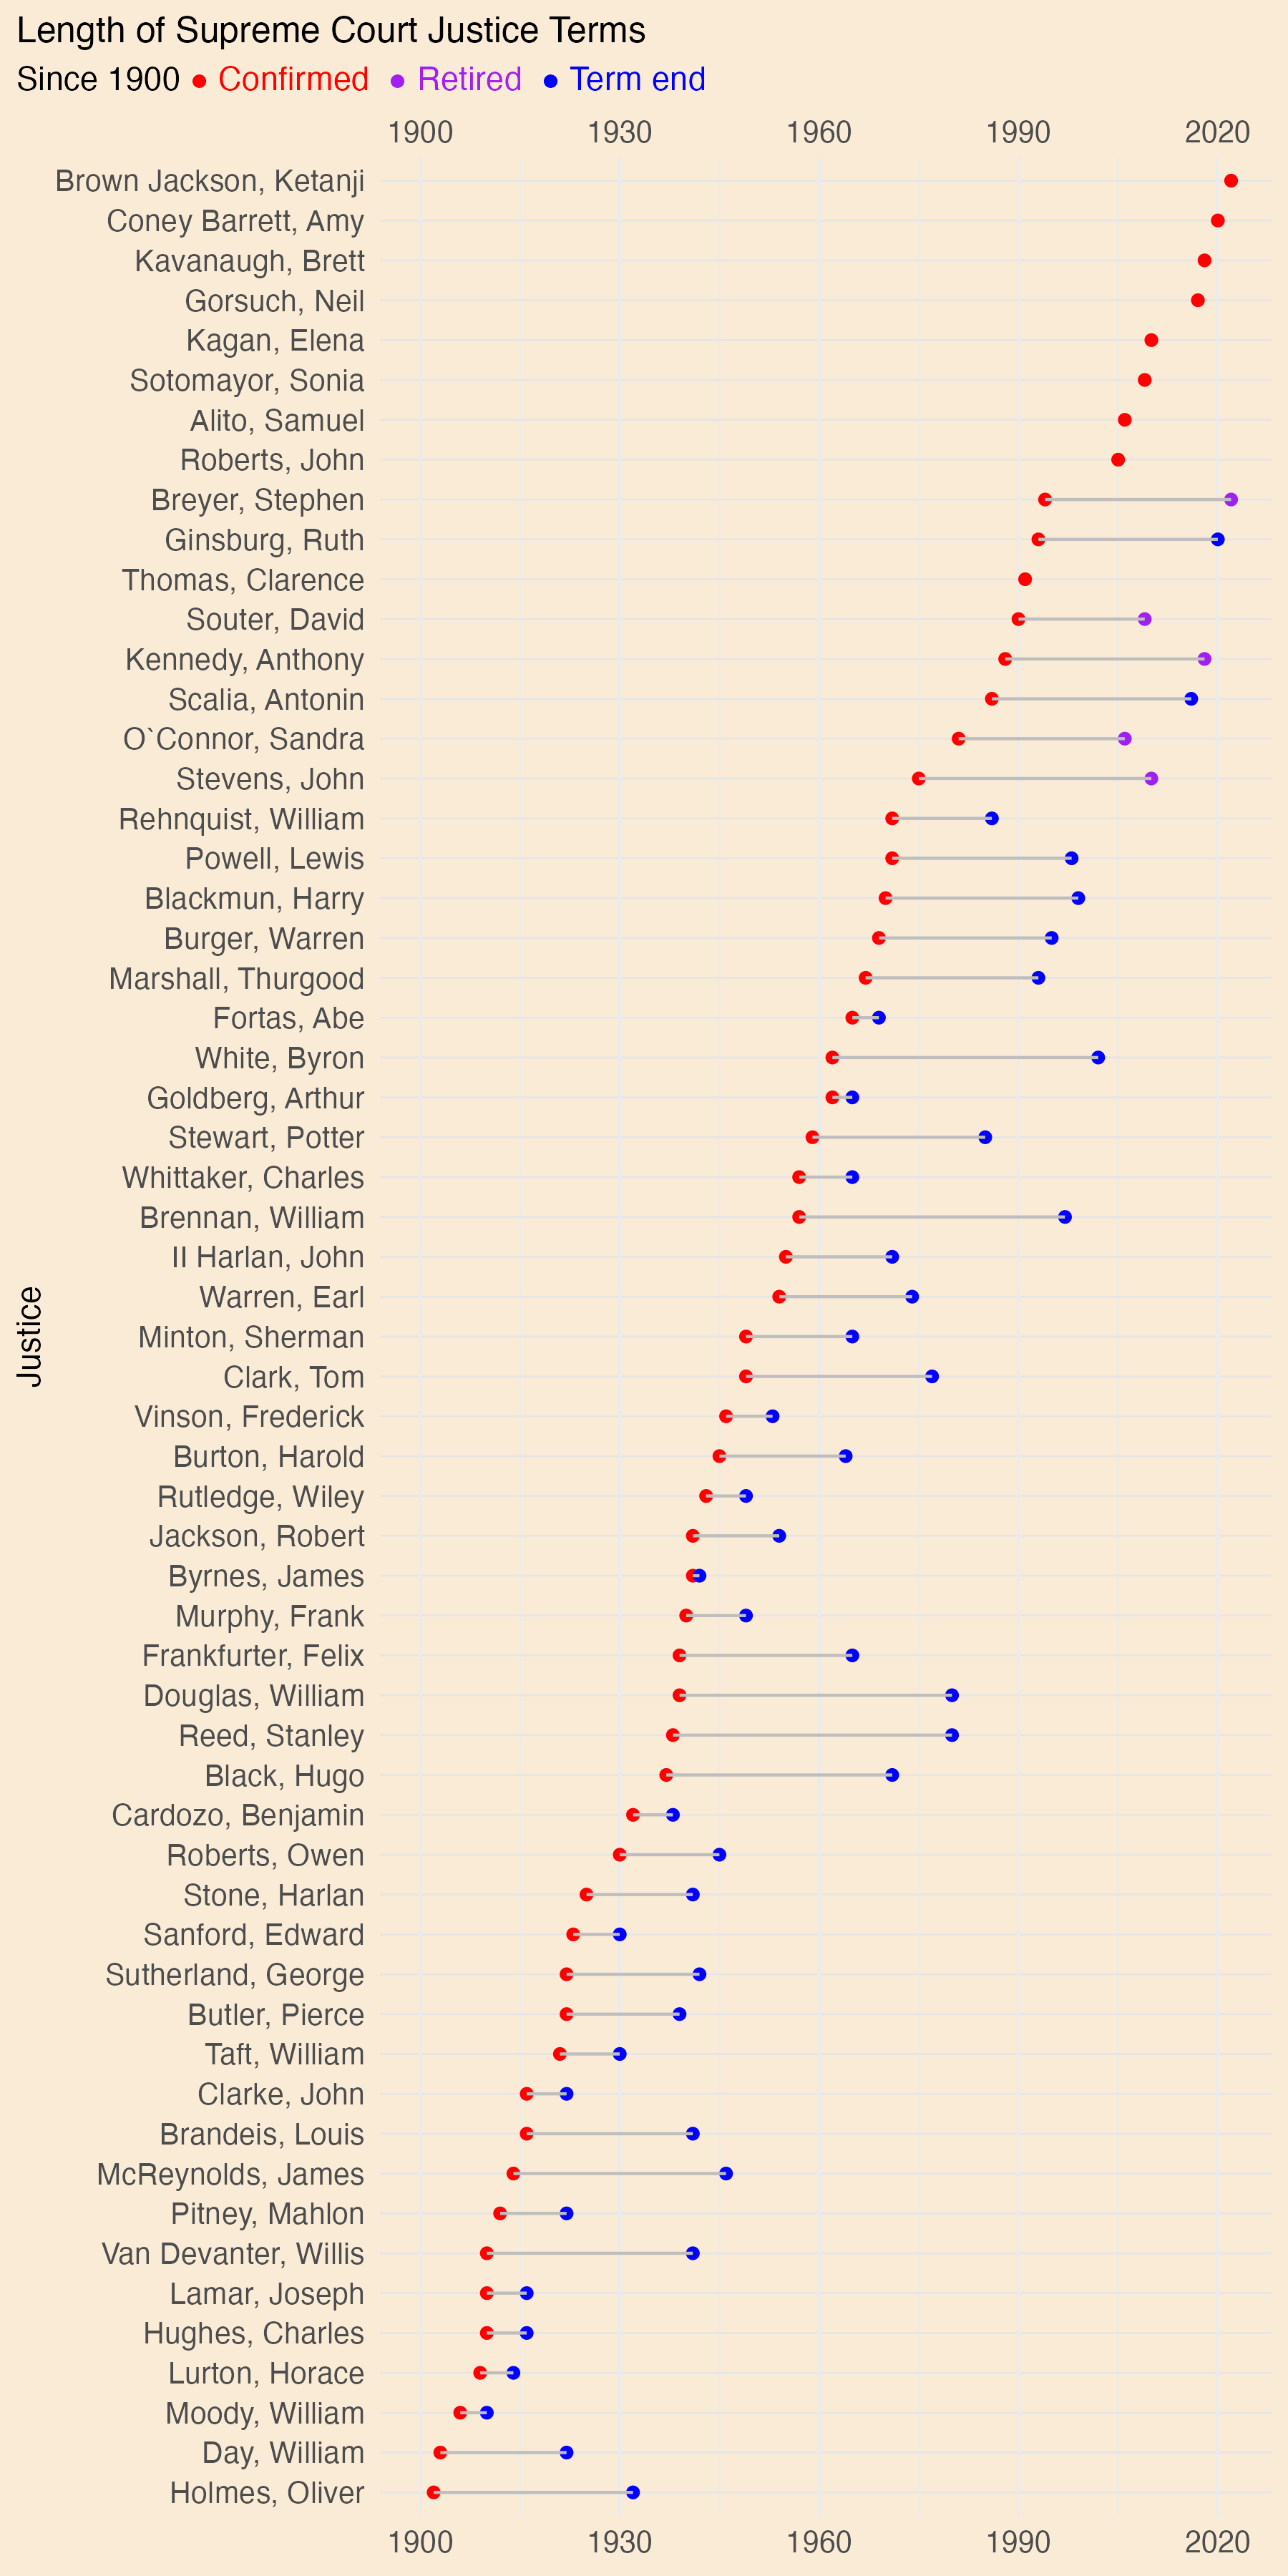 Length of Supreme Court Justice Terms
Since 1900 ● Confirmed ● Retired ● Term end
1900 1930 1960 1990 2020
Brown Jackson, Ketanji
Coney Barrett, Amy
Kavanaugh, Brett
Gorsuch, Neil
Kagan, Elena
Sotomayor, Sonia
Alito, Samuel
Roberts, John
Breyer, Stephen
Ginsburg, Ruth
Thomas, Clarence
Souter, David
Kennedy, Anthony
Scalia, Antonin
O`Connor, Sandra
Stevens, John
Rehnquist, William
Powell, Lewis
Blackmun, Harry
Burger, Warren
Marshall, Thurgood
Fortas, Abe
White, Byron
Goldberg, Arthur
Stewart, Potter
Whittaker, Charles
Brennan, William
II Harlan, John
Warren, Earl
Minton, Sherman
Clark, Tom
Vinson, Frederick
Burton, Harold
Rutledge, Wiley
Jackson, Robert
Byrnes, James
Murphy, Frank
Frankfurter, Felix
Douglas, William
Reed, Stanley
Black, Hugo
Cardozo, Benjamin
Roberts, Owen
Stone, Harlan
Sanford, Edward
Sutherland, George
Butler, Pierce
Taft, William
Clarke, John
Brandeis, Louis
McReynolds, James
Pitney, Mahlon
Van Devanter, Willis
Lamar, Joseph
Hughes, Charles
Lurton, Horace
Moody, William
Day, William
Holmes, Oliver
Justice
1900 1930 1960 1990 2020